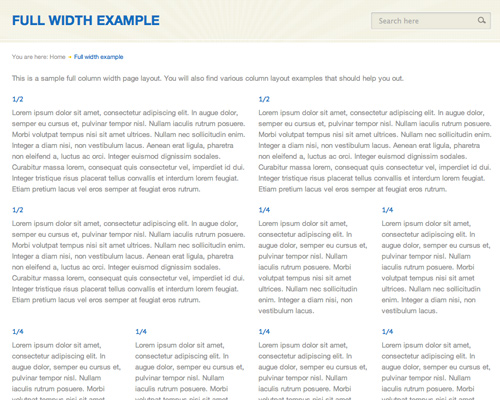 FULL WIDTH EXAMPLE
Search here
You are here: Home Full width example
This is a sample full column width page layout. You will also find various column layout examples that should help you out.
1/2
Lorem ipsum dolor sit amet, consectetur adipiscing elit. In augue dolor,
semper eu cursus et, pulvinar tempor nisl. Nullam iaculis rutrum posuere.
Morbi volutpat tempus nisi sit amet ultrices. Nullam nec sollicitudin enim.
Integer a diam nisi, non vestibulum lacus. Aenean erat ligula, pharetra
non eleifend a, luctus ac orci. Integer euismod dignissim sodales.
Curabitur massa lorem, consequat quis consectetur vel, imperdiet id dui.
Integer tristique risus placerat tellus convallis et interdum lorem feugiat.
Etiam pretium lacus vel eros semper at feugiat eros rutrum.
1/2
Lorem ipsum dolor sit amet, consectetur adipiscing elit. In augue dolor,
semper eu cursus et, pulvinar tempor nisl. Nullam iaculis rutrum posuere.
Morbi volutpat tempus nisi sit amet ultrices. Nullam nec sollicitudin enim.
Integer a diam nisi, non vestibulum lacus. Aenean erat ligula, pharetra
non eleifend a, luctus ac orci. Integer euismod dignissim sodales.
Curabitur massa lorem, consequat quis consectetur vel, imperdiet id dui.
Integer tristique risus placerat tellus convallis et interdum lorem feugiat.
Etiam pretium lacus vel eros semper at feugiat eros rutrum.
1/2
Lorem ipsum dolor sit amet, consectetur adipiscing elit. In augue dolor,
semper eu cursus et, pulvinar tempor nisl. Nullam iaculis rutrum posuere.
Morbi volutpat tempus nisi sit amet ultrices. Nullam nec sollicitudin enim.
Integer a diam nisi, non vestibulum lacus. Aenean erat ligula, pharetra
non eleifend a, luctus ac orci. Integer euismod dignissim sodales.
Curabitur massa lorem, consequat quis consectetur vel, imperdiet id dui.
Integer tristique risus placerat tellus convallis et interdum lorem feugiat.
Etiam pretium lacus vel eros semper at feugiat eros rutrum.
1/4
Lorem ipsum dolor sit amet,
consectetur adipiscing elit. In
augue dolor, semper eu cursus et,
pulvinar tempor nisl. Nullam
iaculis rutrum posuere. Morbi
volutpat tempus nisi sit amet
ultrices. Nullam nec sollicitudin
enim. Integer a diam nisi, non
vestibulum lacus.
1/4
Lorem ipsum dolor sit amet,
consectetur adipiscing elit. In
augue dolor, semper eu cursus et,
pulvinar tempor nisl. Nullam
iaculis rutrum posuere. Morbi
volutpat tempus nisi sit amet
ultrices. Nullam nec sollicitudin
enim. Integer a diam nisi, non
vestibulum lacus.
1/4
Lorem ipsum dolor sit amet,
consectetur adipiscing elit. In
augue dolor, semper eu cursus et,
pulvinar tempor nisl. Nullam
iaculis rutrum posuere. Morbi
1/4
Lorem ipsum dolor sit amet,
consectetur adipiscing elit. In
augue dolor, semper eu cursus et,
pulvinar tempor nisl. Nullam
iaculis rutrum posuere. Morbi
1/4
Lorem ipsum dolor sit amet,
consectetur adipiscing elit. In
augue dolor, semper eu cursus et,
pulvinar tempor nisl. Nullam
iaculis rutrum posuere. Morbi
1/4
Lorem ipsum dolor sit amet,
consectetur adipiscing elit. In
augue dolor, semper eu cursus et,
pulvinar tempor nisl. Nullam
iaculis rutrum posuere. Morbi